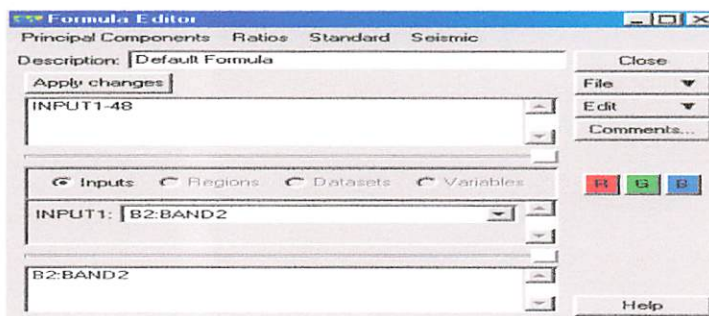 Formula Editor
Principal Components Ratios Standard Seismic
Description: Default Formula
Close
Apply changes
File
INPUT1-48
Edit
Comments...
Inputs Regions Datasets Variables
R G B
INPUT1: B2:BAND2
B2:BAND2
Help